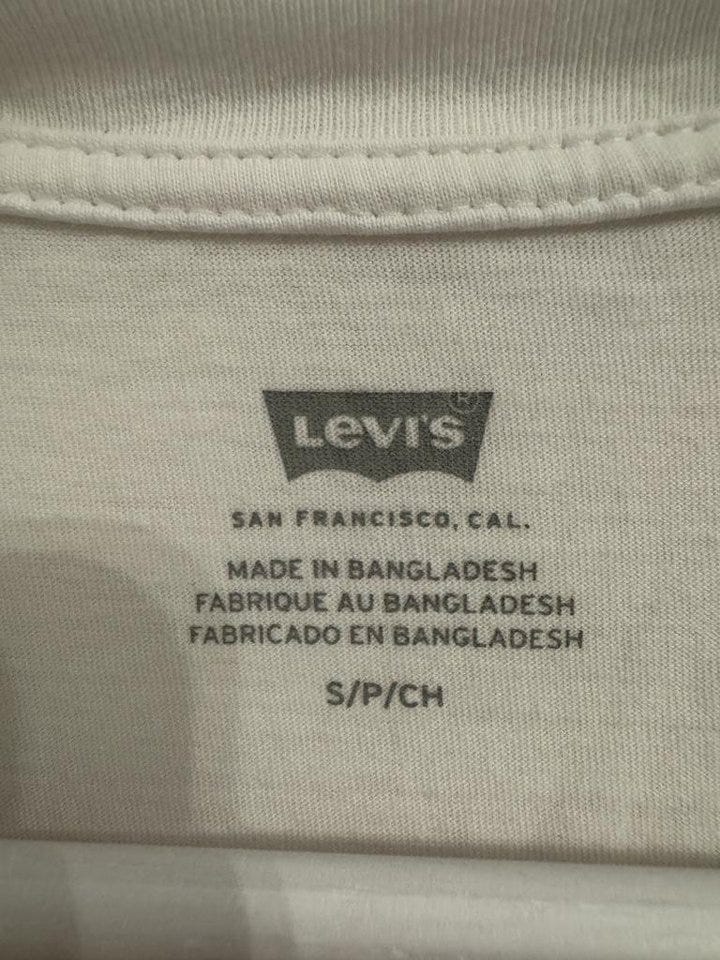 Levi's®
SAN FRANCISCO, CAL.
MADE IN BANGLADESH
FABRIQUE AU BANGLADESH
FABRICADO EN BANGLADESH
S/P/CH